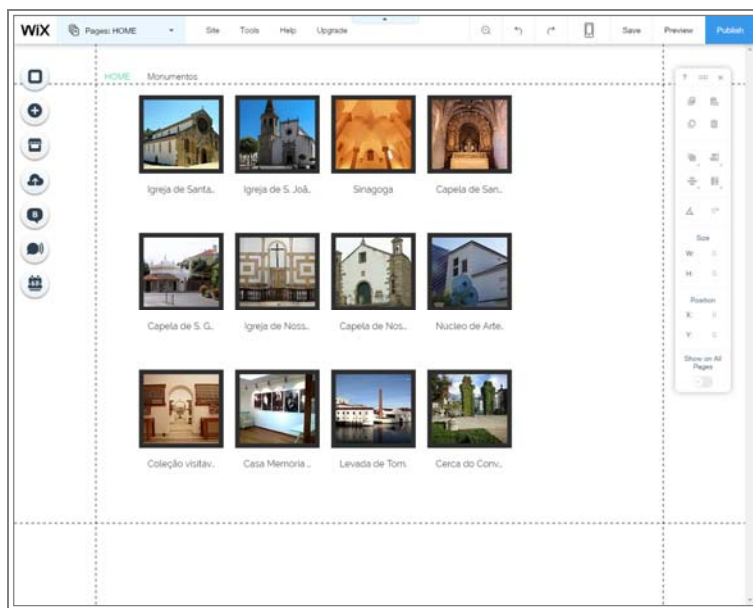 WiX Pages: HOME Site Tools Help Upgrade Save Preview Publish
HOME Monumentos
Igreja de Santa.. Igreja de S. Joã.. Sinagoga Capela de San..
Capela de S. G.. Igreja de Noss.. Capela de Nos.. Nucleo de Arte..
Coleção visitav.. Casa Memória .. Levada de Tom. Cerca do Conv..
?
Size
W:
H:
Position
X:
Y:
Show on All
Pages